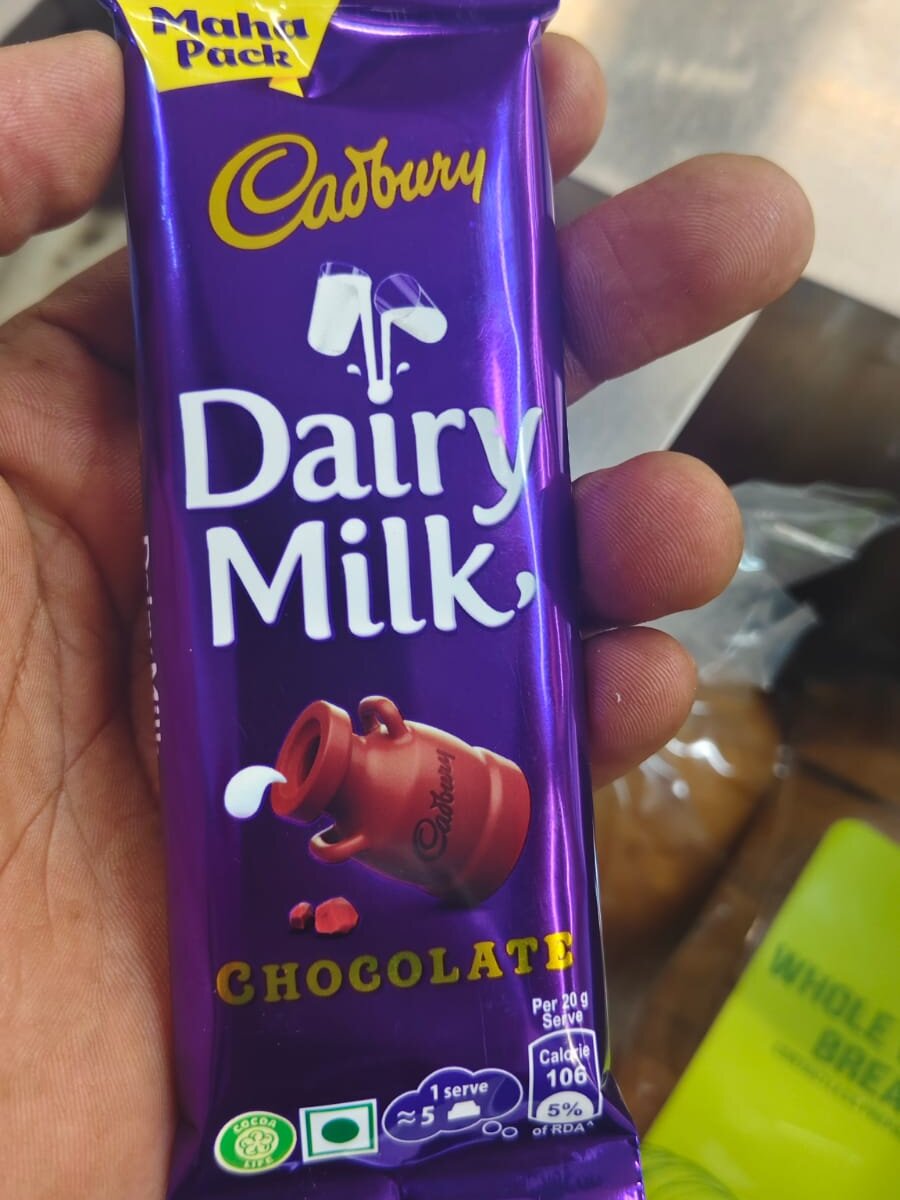 Maha
Pack
Cadbury
Dairy
Milk
Cadbury
CHOCOLATE
Per 20 g
Serve
Calorie
106
5%
of RDA^
1 serve
≈5
COCOA
LIFE
WHOLE
BREA